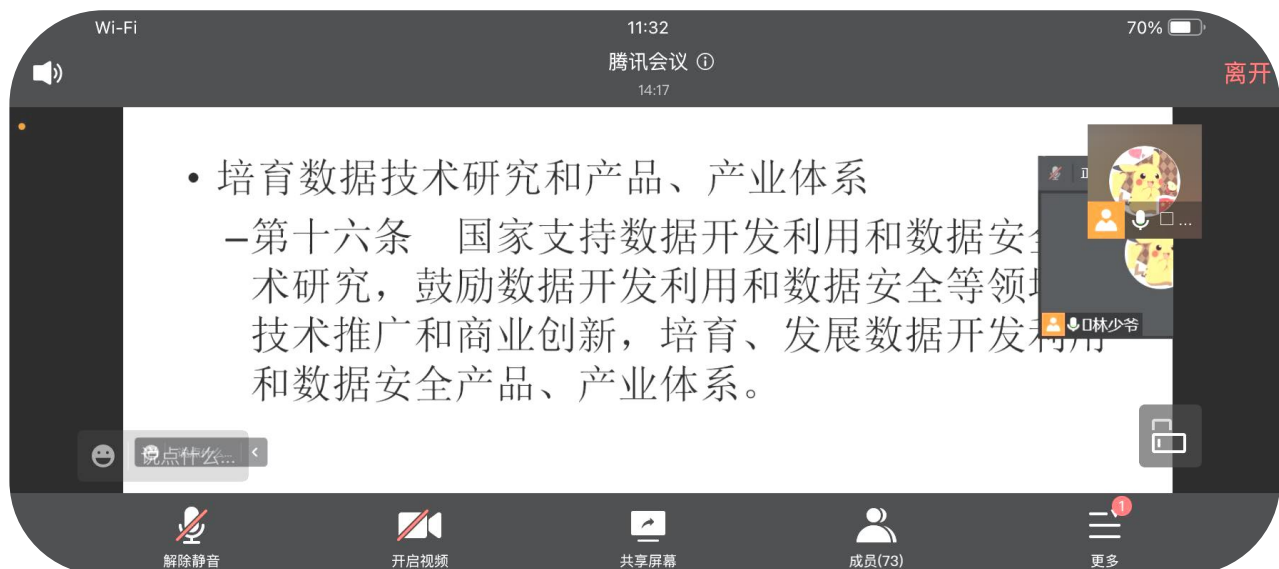 Wi-Fi 11:32 70%
腾讯会议
14:17
离开
• 培育数据技术研究和产品、产业体系
–第十六条 国家支持数据开发利用和数据安
术研究，鼓励数据开发利用和数据安全等领
技术推广和商业创新，培育、发展数据开发利用
和数据安全产品、产业体系。
林少爷
说点什么...
解除静音 开启视频 共享屏幕 成员(73) 更多
1